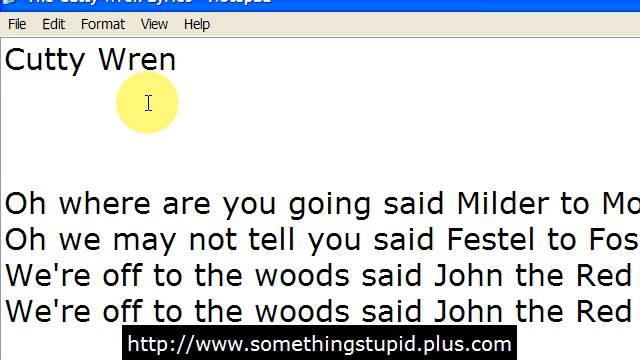 File Edit Format View Help
Cutty Wren
Oh where are you going said Milder to Mo
Oh we may not tell you said Festel to Fos
We're off to the woods said John the Red
We're off to the woods said John the Red
http://www.somethingstupid.plus.com